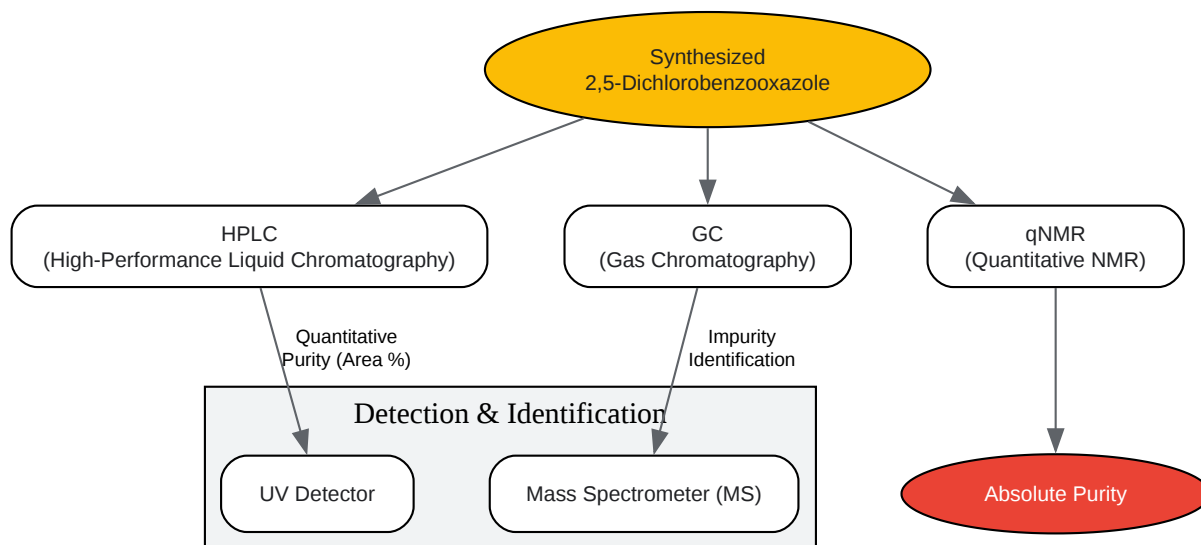 Synthesized
2,5-Dichlorobenzooxazole
HPLC
(High-Performance Liquid Chromatography)
GC
(Gas Chromatography)
qNMR
(Quantitative NMR)
Quantitative
Purity (Area %)
Impurity
Identification
Detection & Identification
UV Detector
Mass Spectrometer (MS)
Absolute Purity